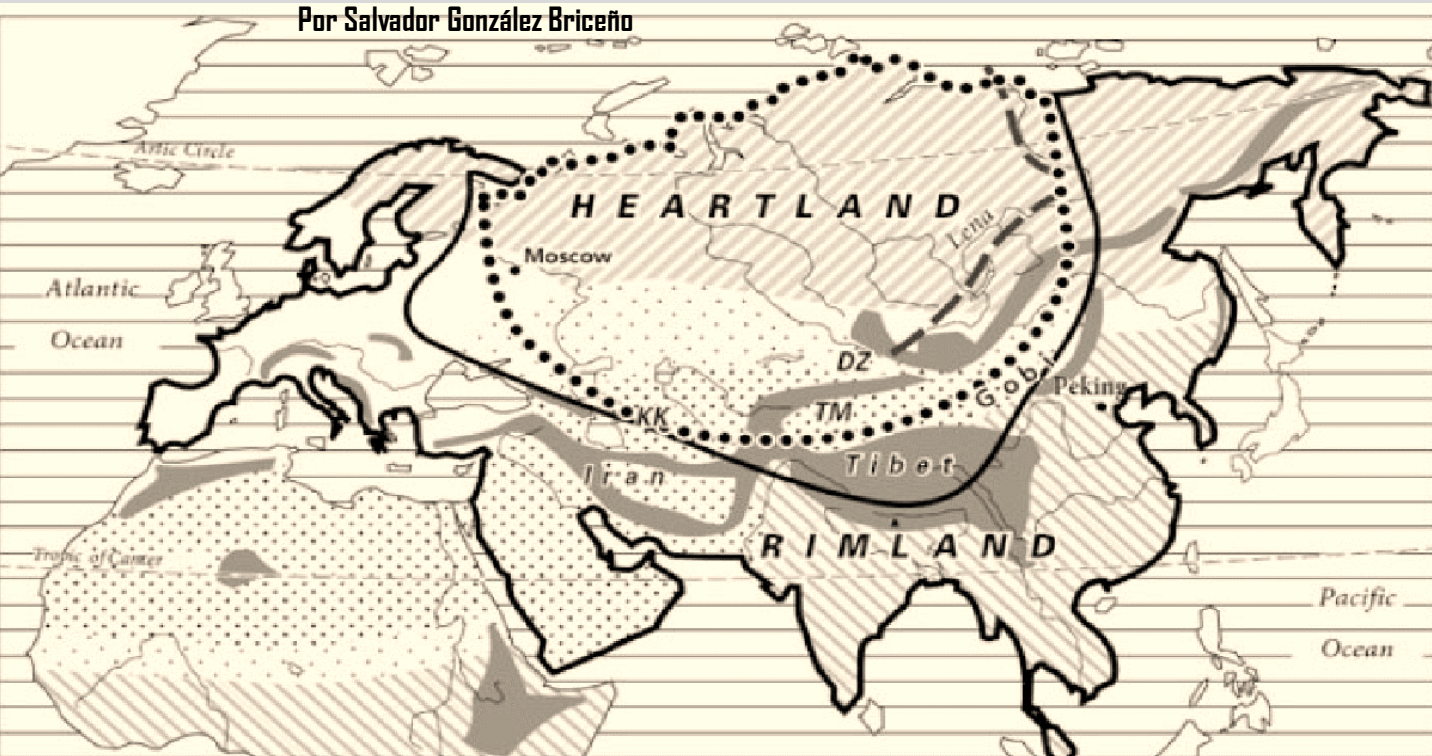 Por Salvador González Briceño
Artic Circle
HEARTLAND
Lena
Moscow
Atlantic
Ocean
DZ
Gobi
Peking
KK
TM
Iran
Tibet
RIMLAND
Tropic of Cancer
Pacific
Ocean